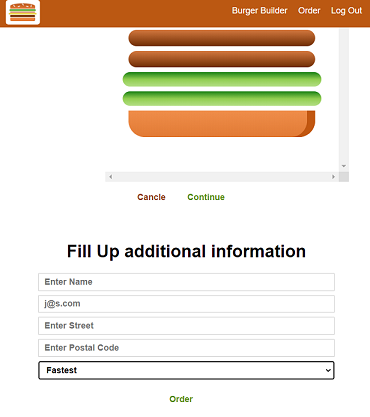 Burger Builder Order Log Out
Cancle Continue
Fill Up additional information
Enter Name
j@s.com
Enter Street
Enter Postal Code
Fastest
Order